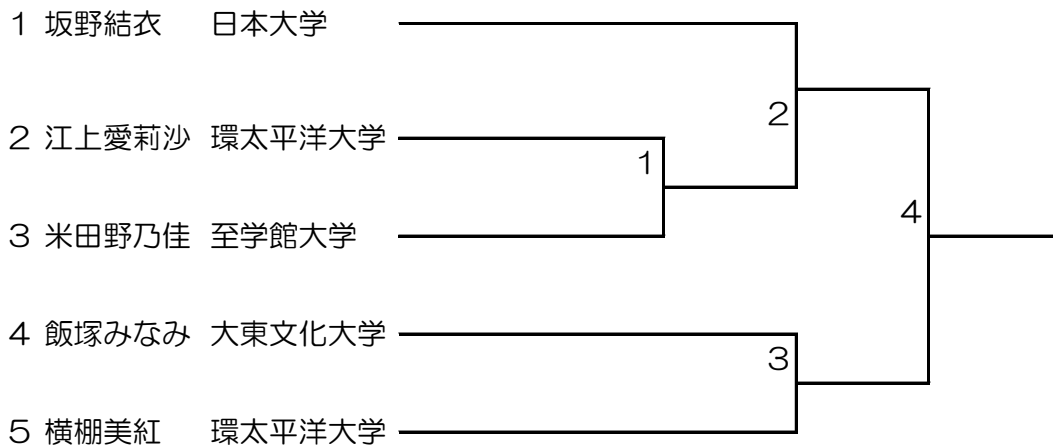 1 坂野結衣 日本大学
2
2 江上愛莉沙 環太平洋大学
1
4
3 米田野乃佳 至学館大学
4 飯塚みなみ 大東文化大学
3
5 横棚美紅 環太平洋大学